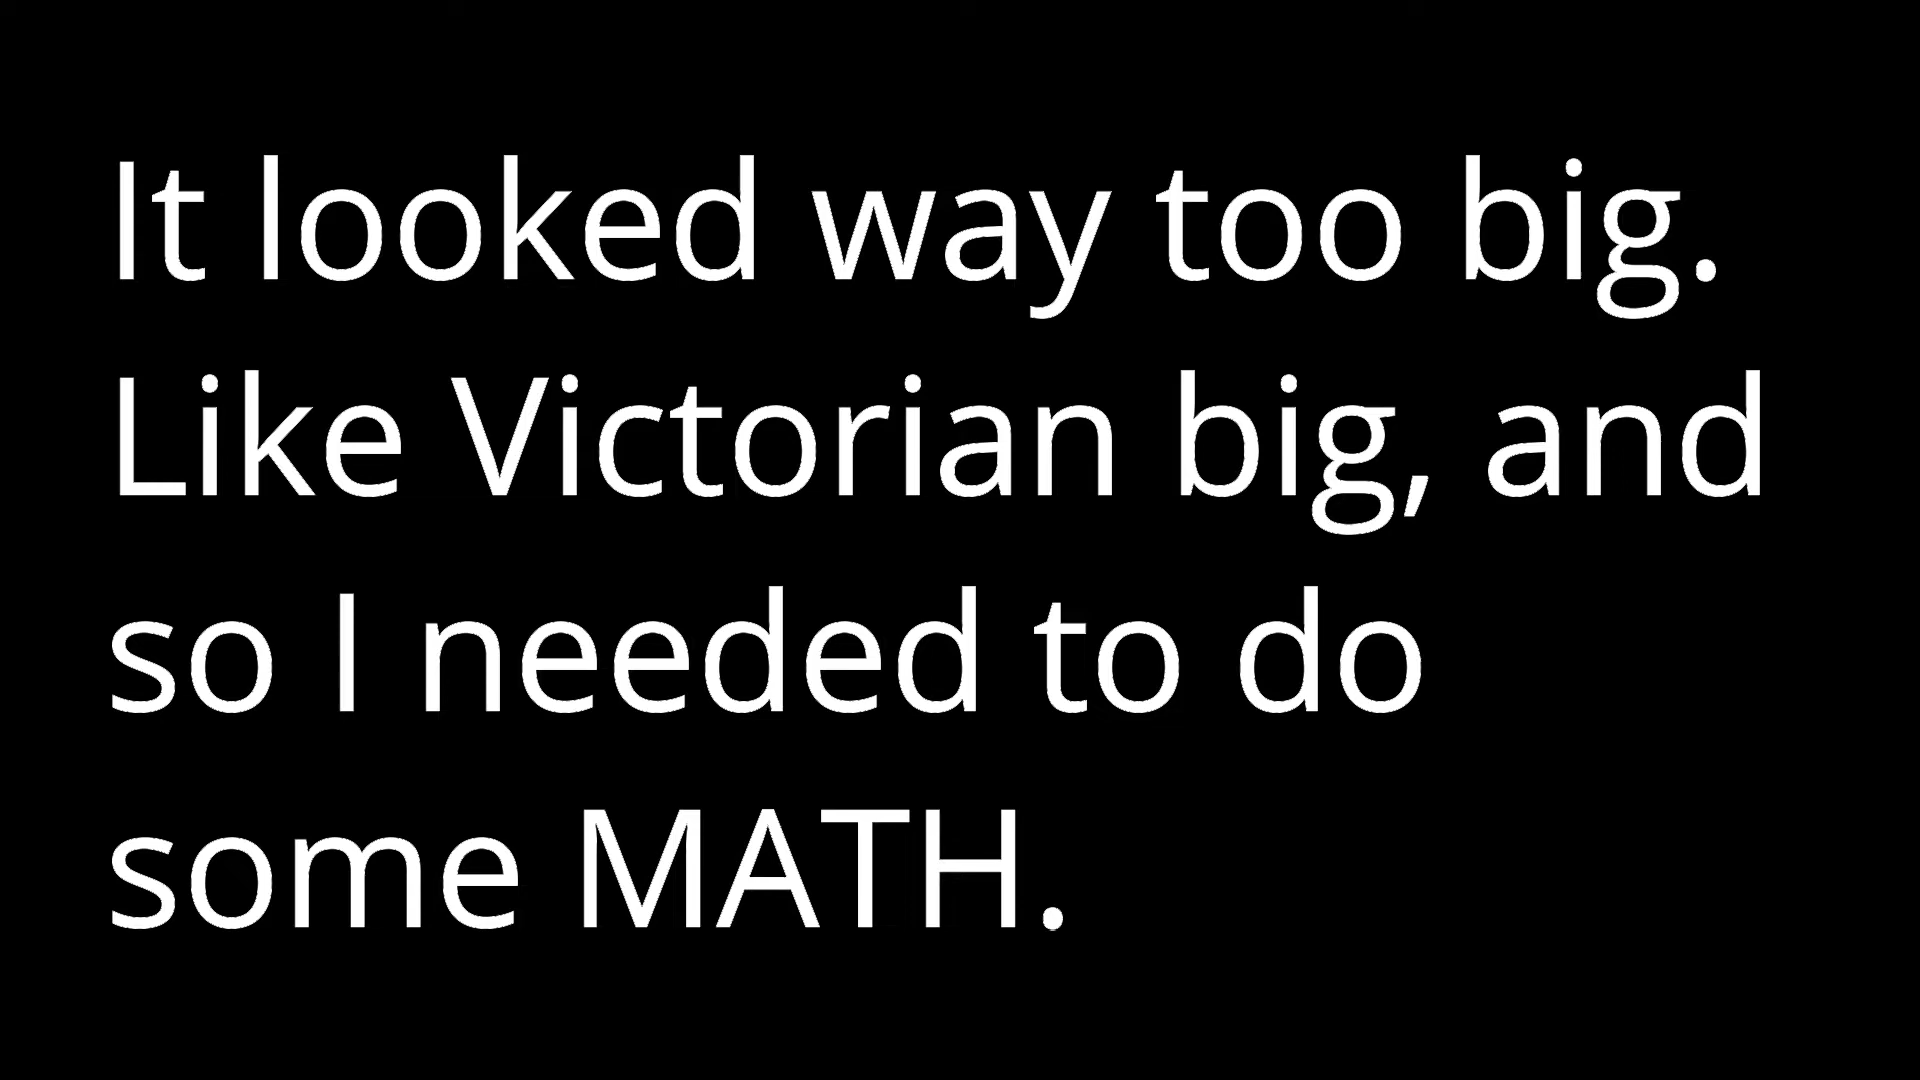 It looked way too big.
Like Victorian big, and
so I needed to do
some MATH.